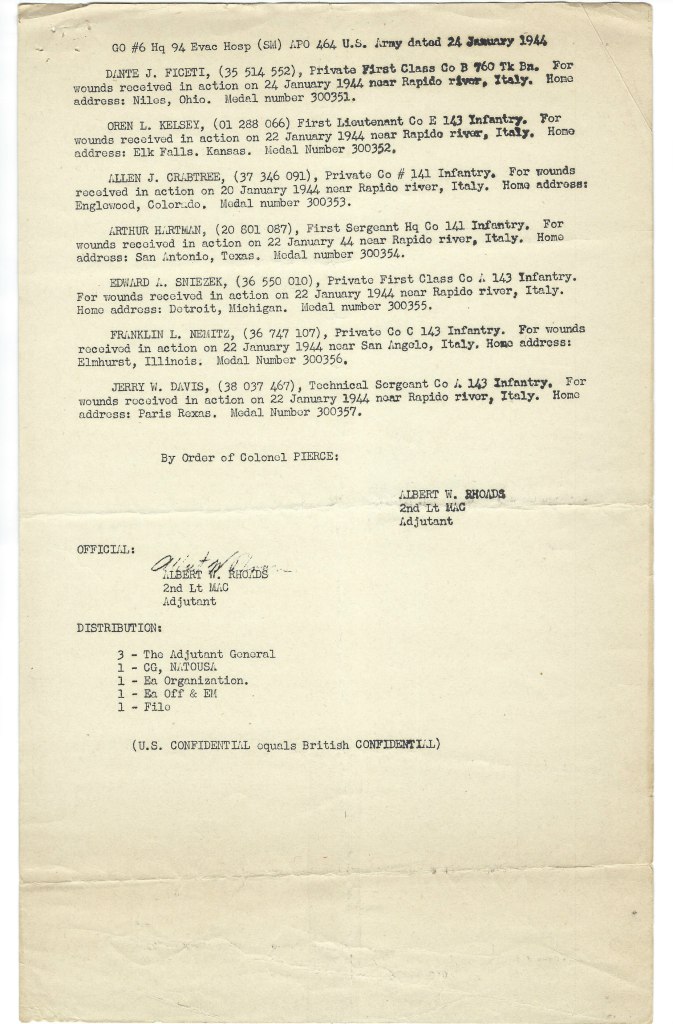 GO #6 Hq 94 Evac Hosp (SM) APO 464 U.S. Army dated 24 January 1944
DANTE J. FICETI, (35 514 552), Private First Class Co B 760 Tk Bn. For
wounds received in action on 24 January 1944 near Rapido river, Italy. Home
address: Niles, Ohio. Medal number 300351.
OREN L. KELSEY, (01 288 066) First Lieutenant Co E 143 Infantry. For
wounds received in action on 22 January 1944 near Rapido river, Italy. Home
address: Elk Falls. Kansas. Medal Number 300352.
ALLEN J. CRABTREE, (37 346 091), Private Co # 141 Infantry. For wounds
received in action on 20 January 1944 near Rapido river, Italy. Home address:
Englewood, Colorado. Medal number 300353.
ARTHUR HARTMAN, (20 801 087), First Sergeant Hq Co 141 Infantry. For
wounds received in action on 22 January 44 near Rapido river, Italy. Home
address: San Antonio, Texas. Medal number 300354.
EDWARD A. SNIEZEK, (36 550 010), Private First Class Co A 143 Infantry.
For wounds received in action on 22 January 1944 near Rapido river, Italy.
Home address: Detroit, Michigan. Medal number 300355.
FRANKLIN L. NEMITZ, (36 747 107), Private Co C 143 Infantry. For wounds
received in action on 22 January 1944 near San Angelo, Italy. Home address:
Elmhurst, Illinois. Medal Number 300356.
JERRY W. DAVIS, (38 037 467), Technical Sergeant Co A 143 Infantry. For
wounds received in action on 22 January 1944 near Rapido river, Italy. Home
address: Paris Rexas. Medal Number 300357.
By Order of Colonel PIERCE:
ALBERT W. RHOADS
2nd Lt MAC
Adjutant
OFFICIAL:
ALBERT W. RHOADS
2nd Lt MAC
Adjutant
DISTRIBUTION:
3 - The Adjutant General
1 - CG, NATOUSA
1 - Ea Organization.
1 - Ea Off & EM
1 - File
(U.S. CONFIDENTIAL equals British CONFIDENTIAL)